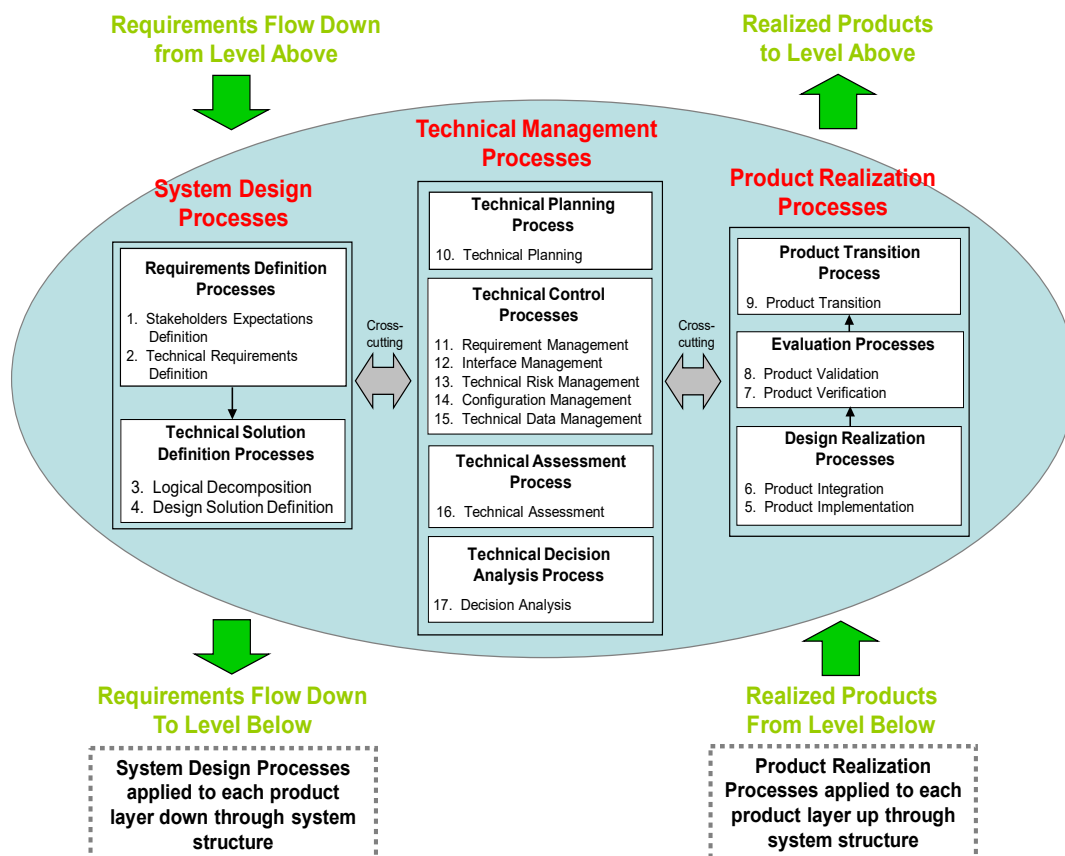 Requirements Flow Down
from Level Above
Realized Products
to Level Above
Technical Management
Processes
System Design
Processes
Product Realization
Processes
Requirements Definition
Processes
1. Stakeholders Expectations
Definition
2. Technical Requirements
Definition
Technical Solution
Definition Processes
3. Logical Decomposition
4. Design Solution Definition
Cross-
cutting
Technical Planning
Process
10. Technical Planning
Technical Control
Processes
11. Requirement Management
12. Interface Management
13. Technical Risk Management
14. Configuration Management
15. Technical Data Management
Technical Assessment
Process
16. Technical Assessment
Technical Decision
Analysis Process
17. Decision Analysis
Cross-
cutting
Product Transition
Process
9. Product Transition
Evaluation Processes
8. Product Validation
7. Product Verification
Design Realization
Processes
6. Product Integration
5. Product Implementation
Requirements Flow Down
To Level Below
Realized Products
From Level Below
System Design Processes
applied to each product
layer down through system
structure
Product Realization
Processes applied to each
product layer up through
system structure